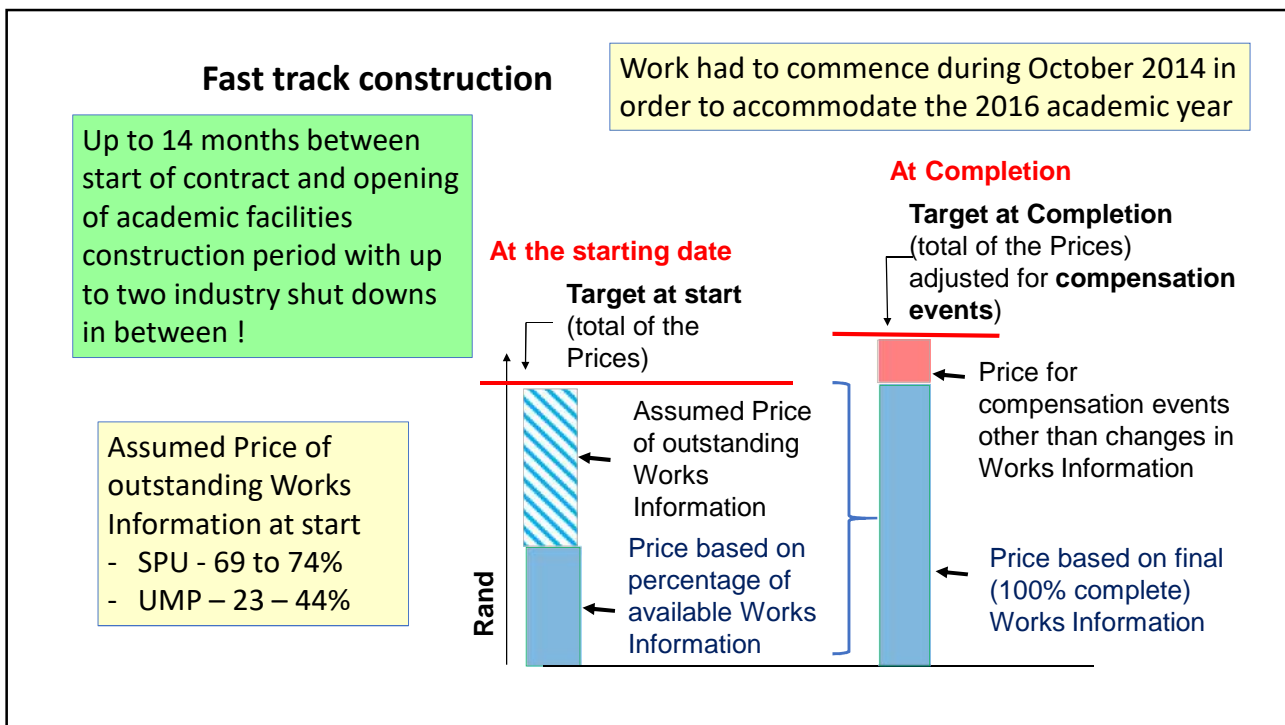 Fast track construction
Work had to commence during October 2014 in
order to accommodate the 2016 academic year
Up to 14 months between
start of contract and opening
of academic facilities
construction period with up
to two industry shut downs
in between !
Assumed Price of
outstanding Works
Information at start
- SPU - 69 to 74%
- UMP – 23 – 44%
At the starting date
Target at start
(total of the
Prices)
Assumed Price
of outstanding
Works
Information
Price based on
percentage of
available Works
Information
Rand
At Completion
Target at Completion
(total of the Prices)
adjusted for compensation
events)
Price for
compensation events
other than changes in
Works Information
Price based on final
(100% complete)
Works Information